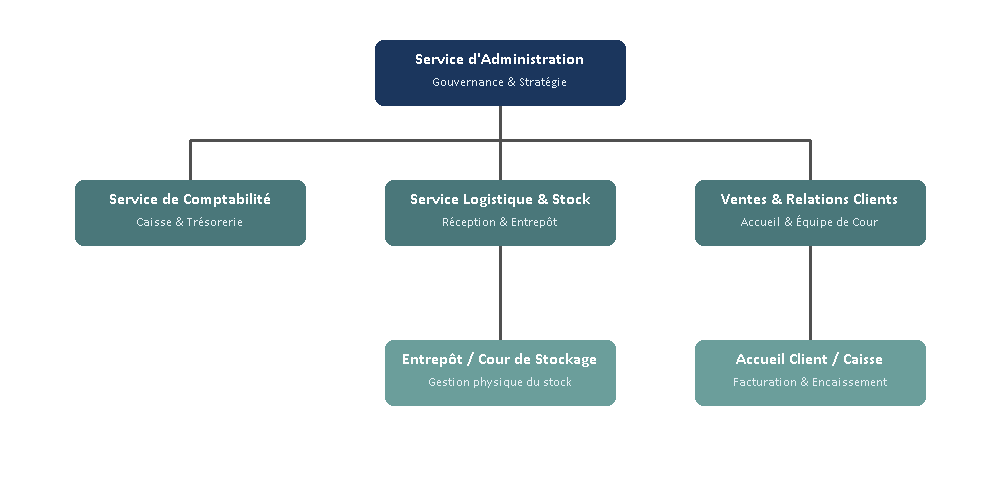 Service d'Administration
Gouvernance & Stratégie
Service de Comptabilité
Caisse & Trésorerie
Service Logistique & Stock
Réception & Entrepôt
Ventes & Relations Clients
Accueil & Équipe de Cour
Entrepôt / Cour de Stockage
Gestion physique du stock
Accueil Client / Caisse
Facturation & Encaissement